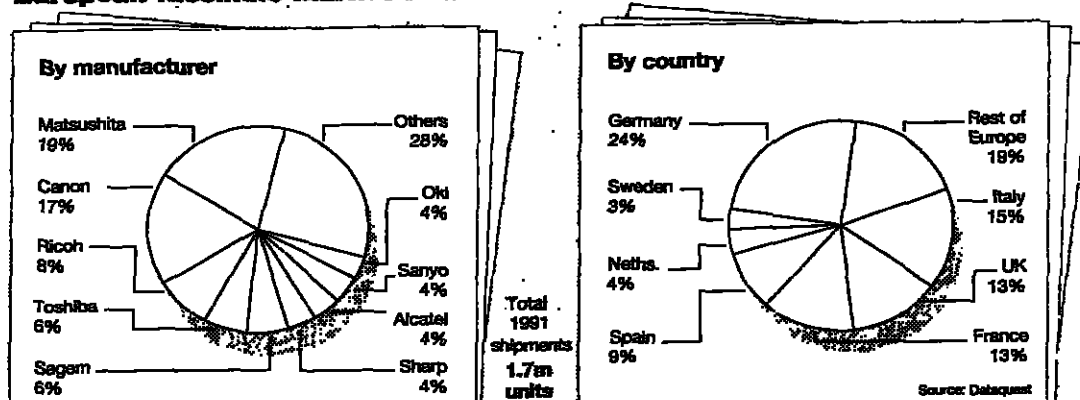 By manufacturer
Matsushita
19%
Canon
17%
Ricoh
8%
Toshiba
6%
Sagem
6%
Others
28%
Oki
4%
Sanyo
4%
Alcatel
4%
Sharp
4%
Total
1991
shipments
1.7m
units
By country
Germany
24%
Sweden
3%
Neths.
4%
Spain
9%
Rest of
Europe
19%
Italy
15%
UK
13%
France
13%
Source: Dataquest